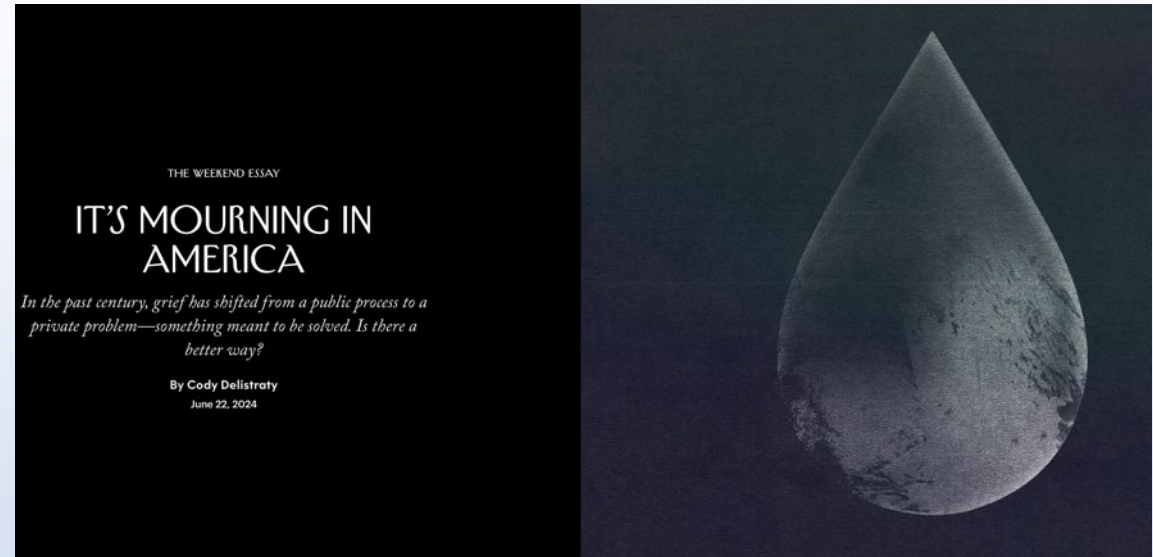 THE WEEKEND ESSAY
IT'S MOURNING IN
AMERICA
In the past century, grief has shifted from a public process to a
private problem—something meant to be solved. Is there a
better way?
By Cody Delistraty
June 22, 2024